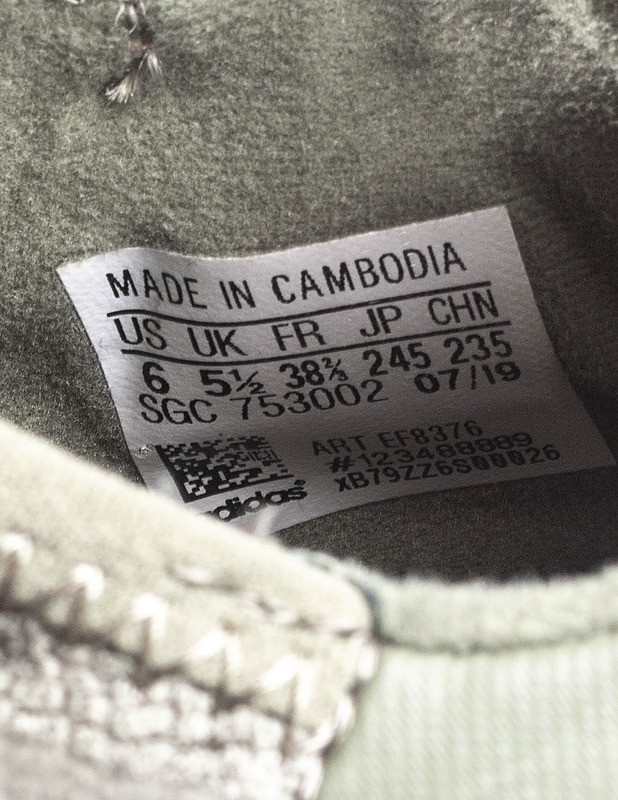 MADE IN CAMBODIA
US UK FR JP CHN
6 5½ 38⅔ 245 235
SGC 753002 07/19
ART EF8376
#123488889
XB79ZZ6S00026
adidas®